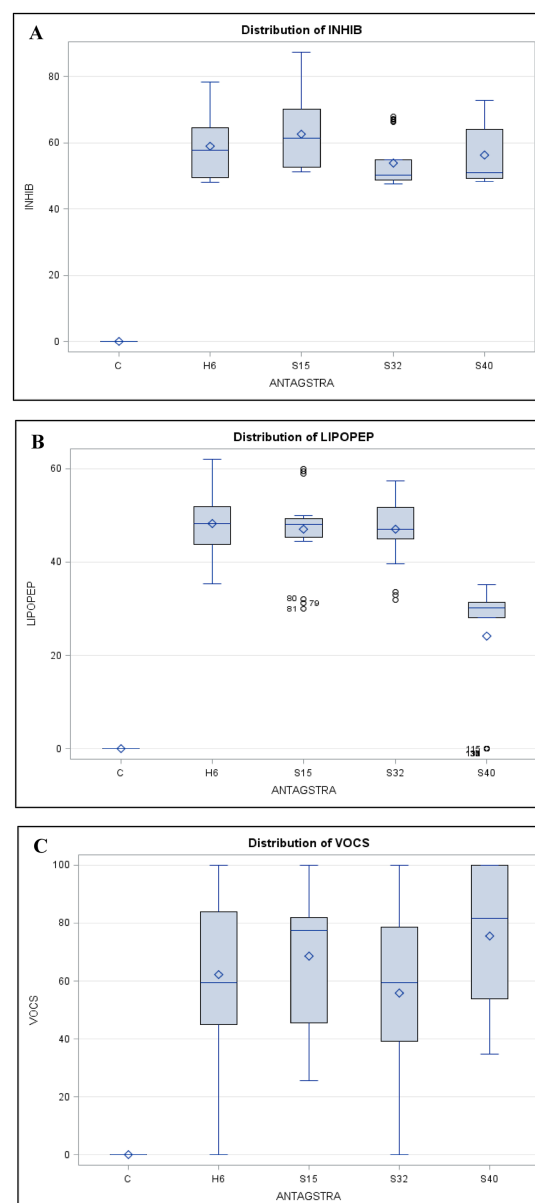 A
Distribution of INHIB
80
60
40
20
0
INHIB
C H6 S15 S32 S40
ANTAGSTRA
B
Distribution of LIPOPEP
60
40
20
0
LIPOPEP
80 79
81
115
C H6 S15 S32 S40
ANTAGSTRA
C
Distribution of VOCS
100
80
60
40
20
0
VOCS
C H6 S15 S32 S40
ANTAGSTRA